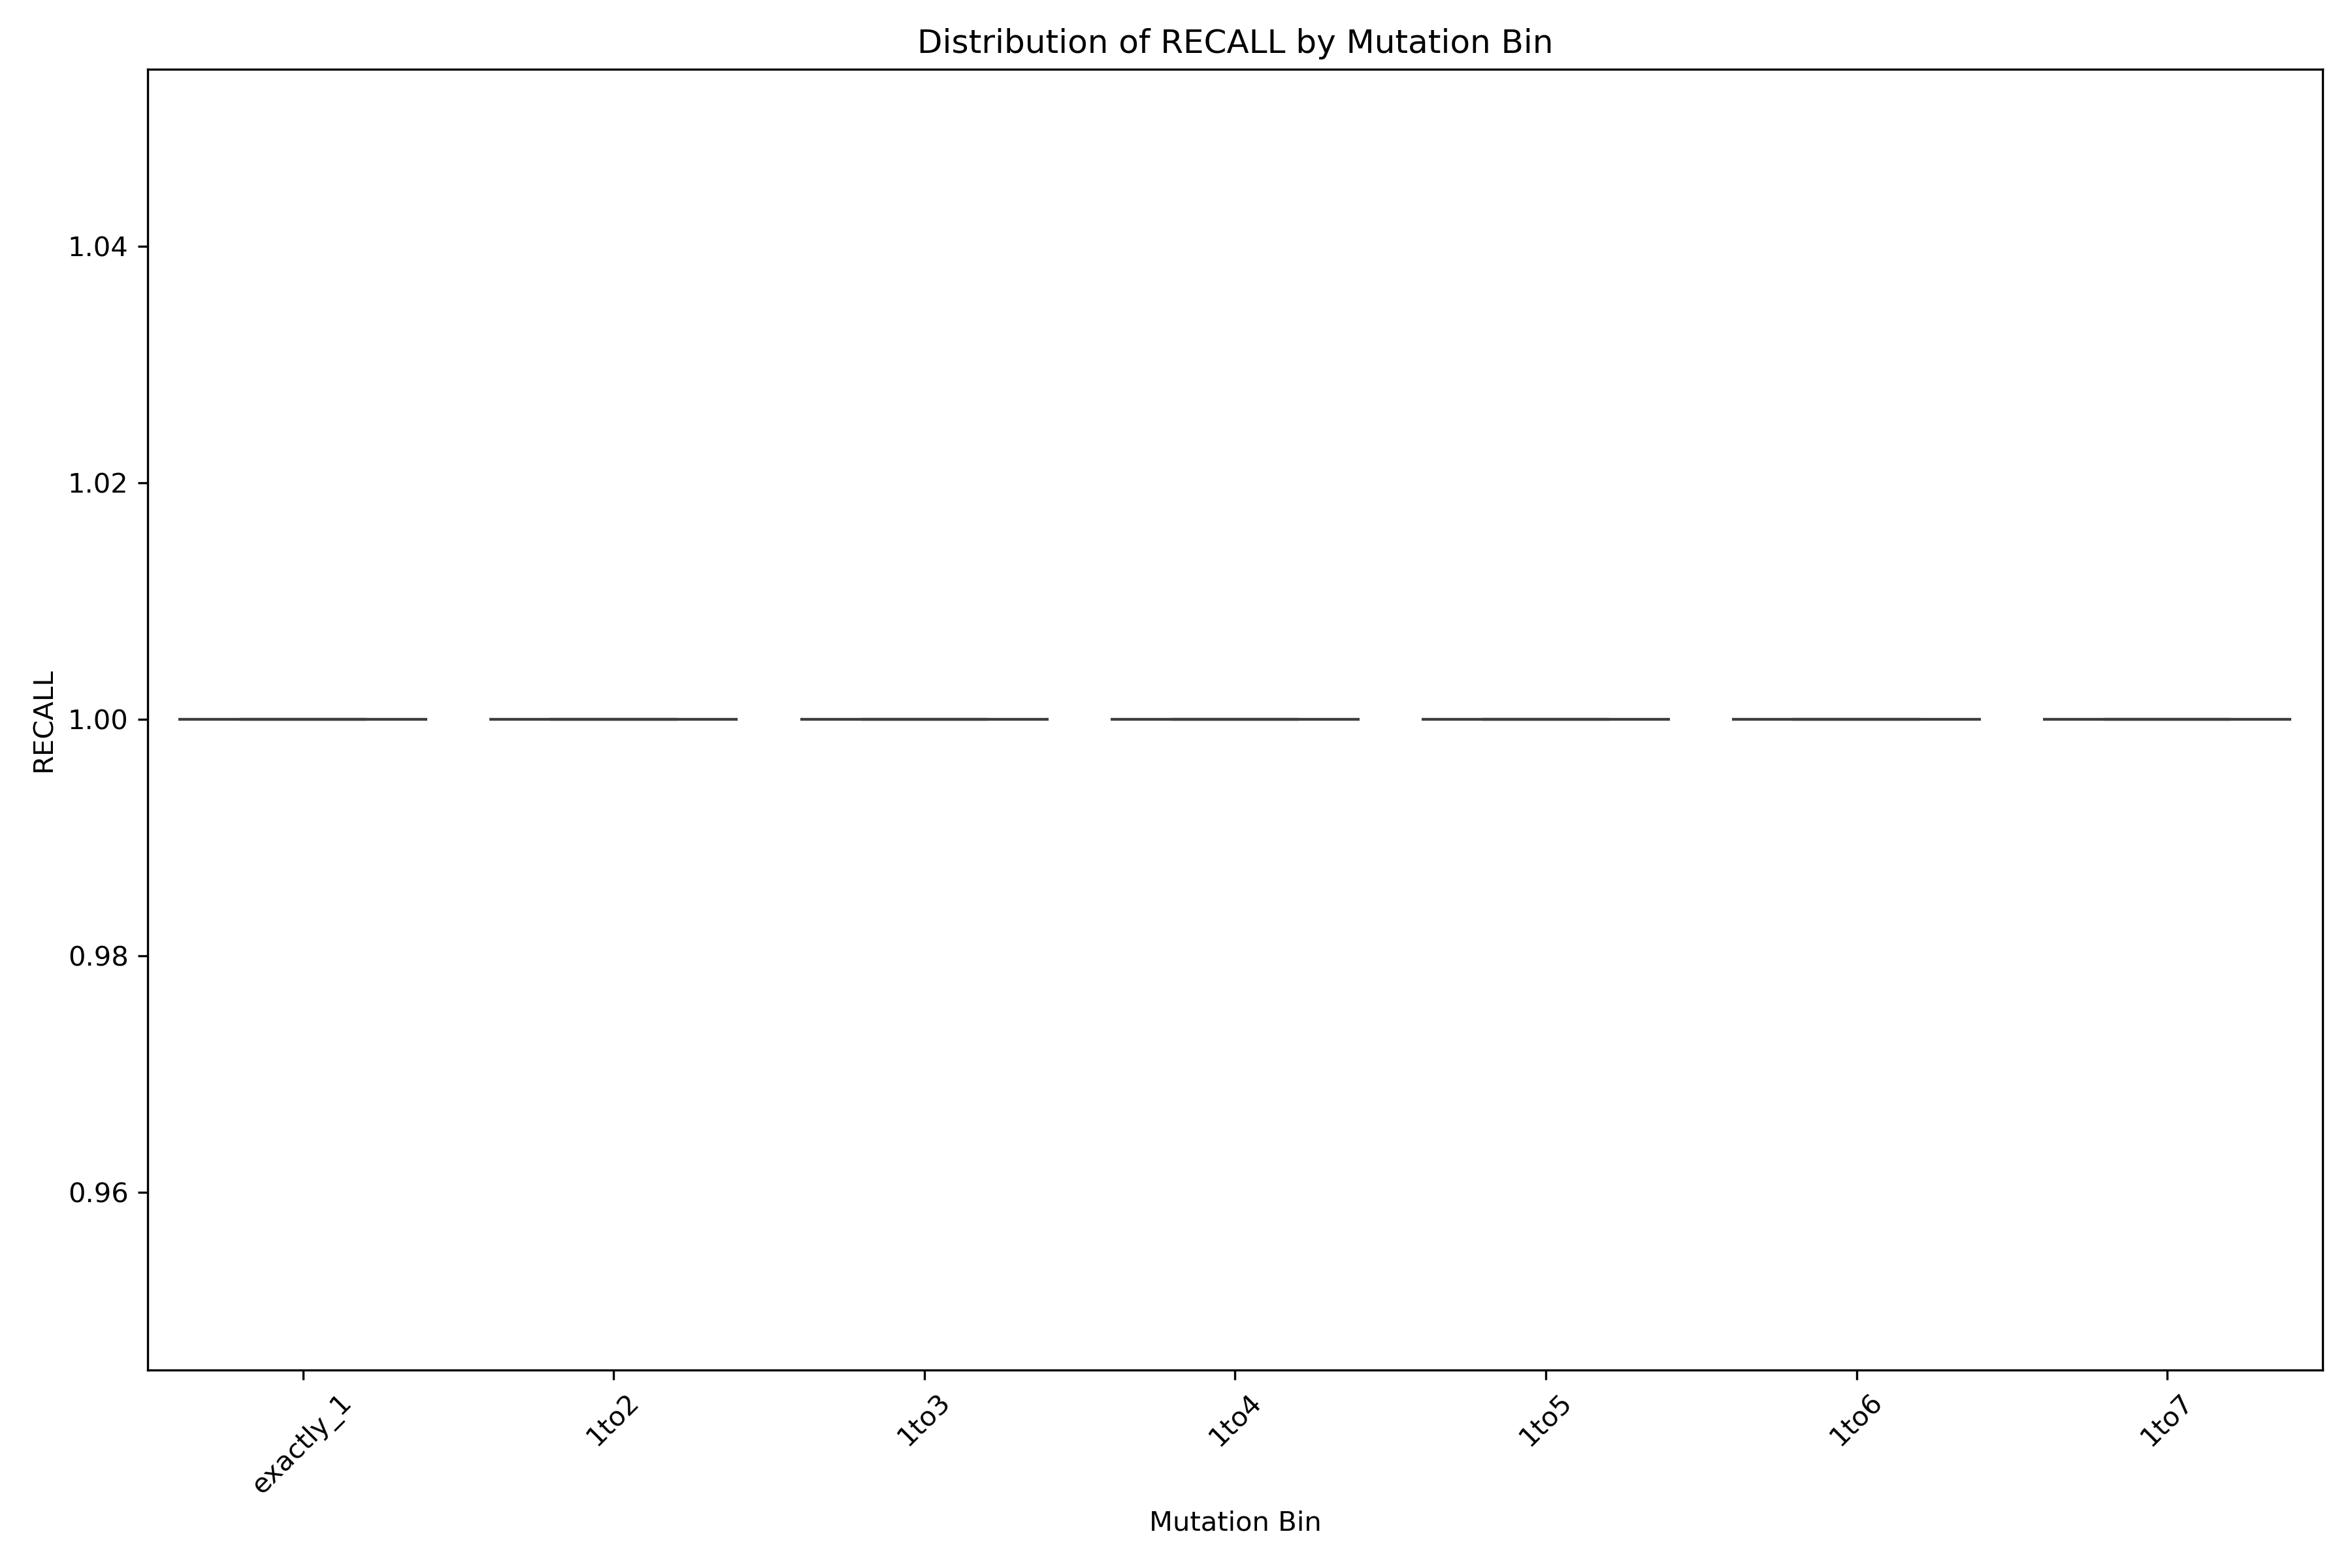 Distribution of RECALL by Mutation Bin
1.04
1.02
1.00
0.98
0.96
RECALL
exactly_1
1to2
1to3
1to4
1to5
1to6
1to7
Mutation Bin